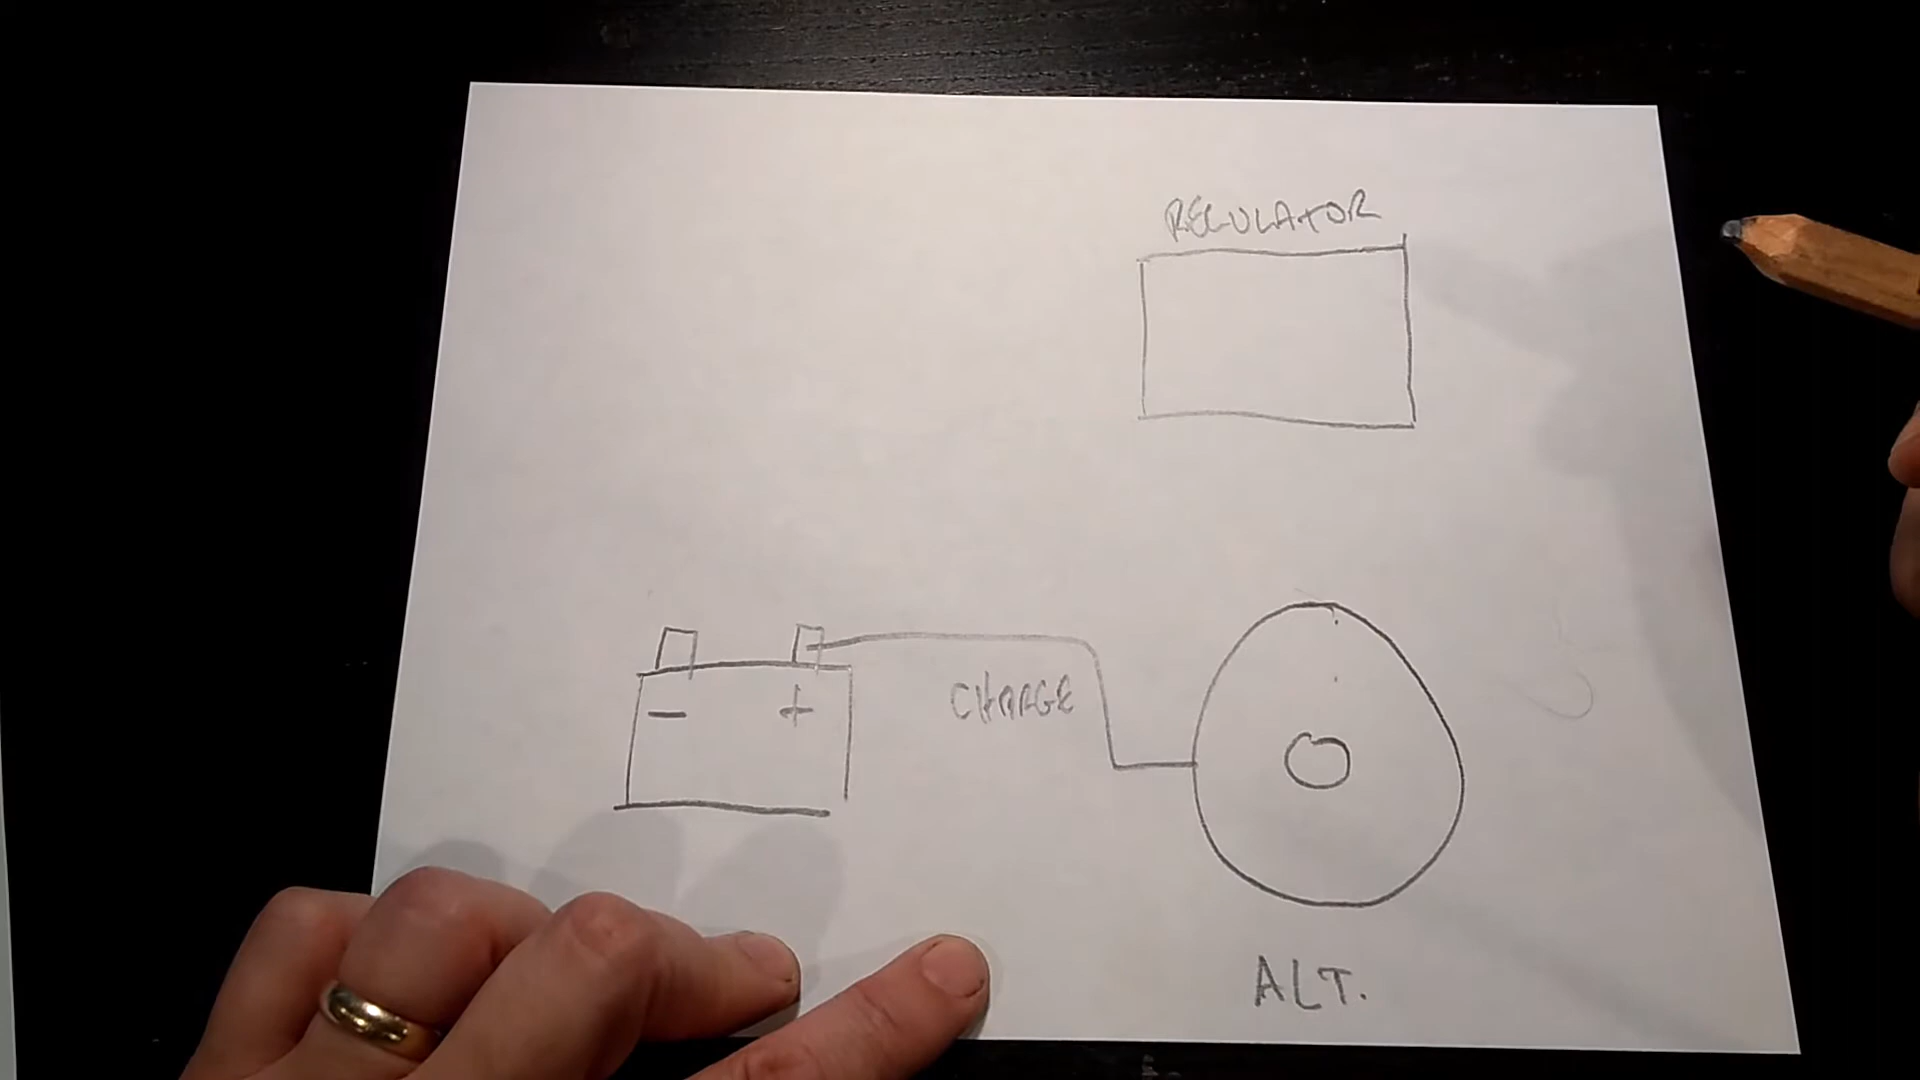 REGULATOR
- +
CHARGE
ALT.